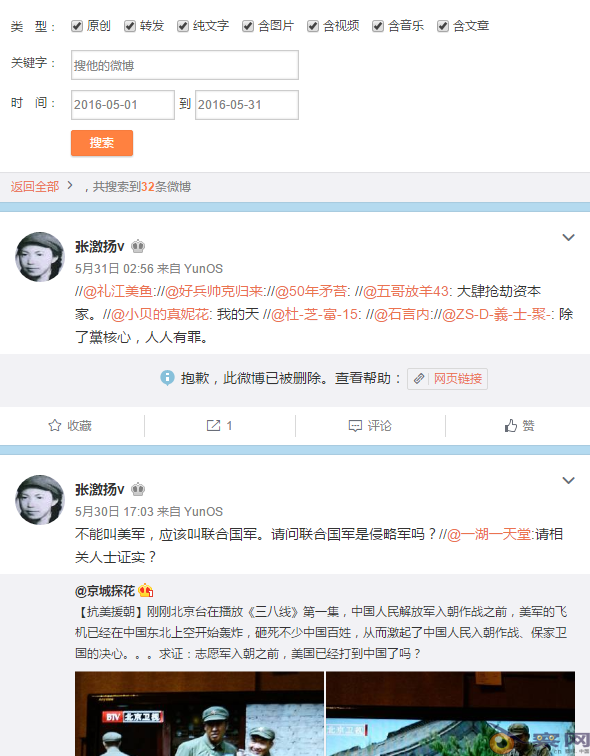 类 型： 原创 转发 纯文字 含图片 含视频 含音乐 含文章
关键字： 搜他的微博
时 间： 2016-05-01 到 2016-05-31
搜索
返回全部 > ，共搜索到32条微博
张激扬v
5月31日 02:56 来自 YunOS
//@礼江美鱼://@好兵帅克归来://@50年矛莟: //@五哥放羊43: 大肆抢劫资本
家。//@小贝的真妮花: 我的天 //@杜-芝-富-15: //@石言内://@ZS-D-義-士-聚-: 除
了黨核心，人人有罪。
抱歉，此微博已被删除。查看帮助： 网页链接
收藏 1 评论 赞
张激扬v
5月30日 17:03 来自 YunOS
不能叫美军，应该叫联合国军。请问联合国军是侵略军吗？//@一湖一天堂:请相
关人士证实？
@京城探花
【抗美援朝】刚刚北京台在播放《三八线》第一集，中国人民解放军入朝作战之前，美军的飞
机已经在中国东北上空开始轰炸，砸死不少中国百姓，从而激起了中国人民入朝作战、保家卫
国的决心。。。求证：志愿军入朝之前，美国已经打到中国了吗？
BTV 北京卫视
北京卫视